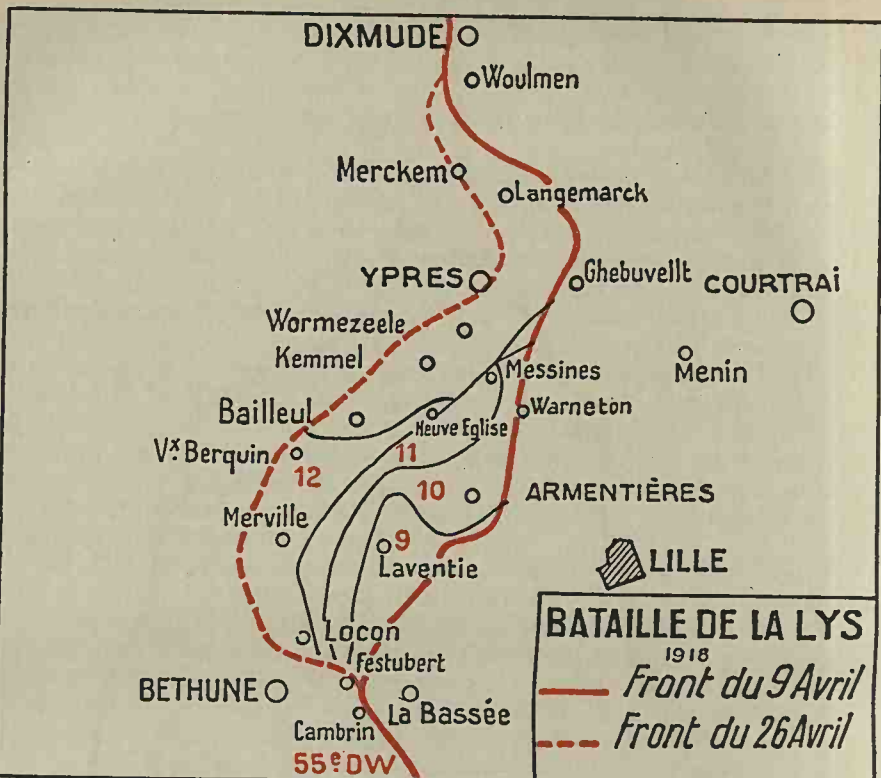 DIXMUDE
Woulmen
Merckem
Langemarck
YPRES
Ghebuvellt
COURTRAI
Wormezeele
Kemmel
Messines
Menin
Bailleul
Neuve Eglise
Warneton
Vx. Berquin
11
12
10
ARMENTIÈRES
Merville
9
Laventie
LILLE
Locon
Festubert
BETHUNE
La Bassée
Cambrin
55e DW
BATAILLE DE LA LYS
1918
Front du 9 Avril
Front du 26 Avril